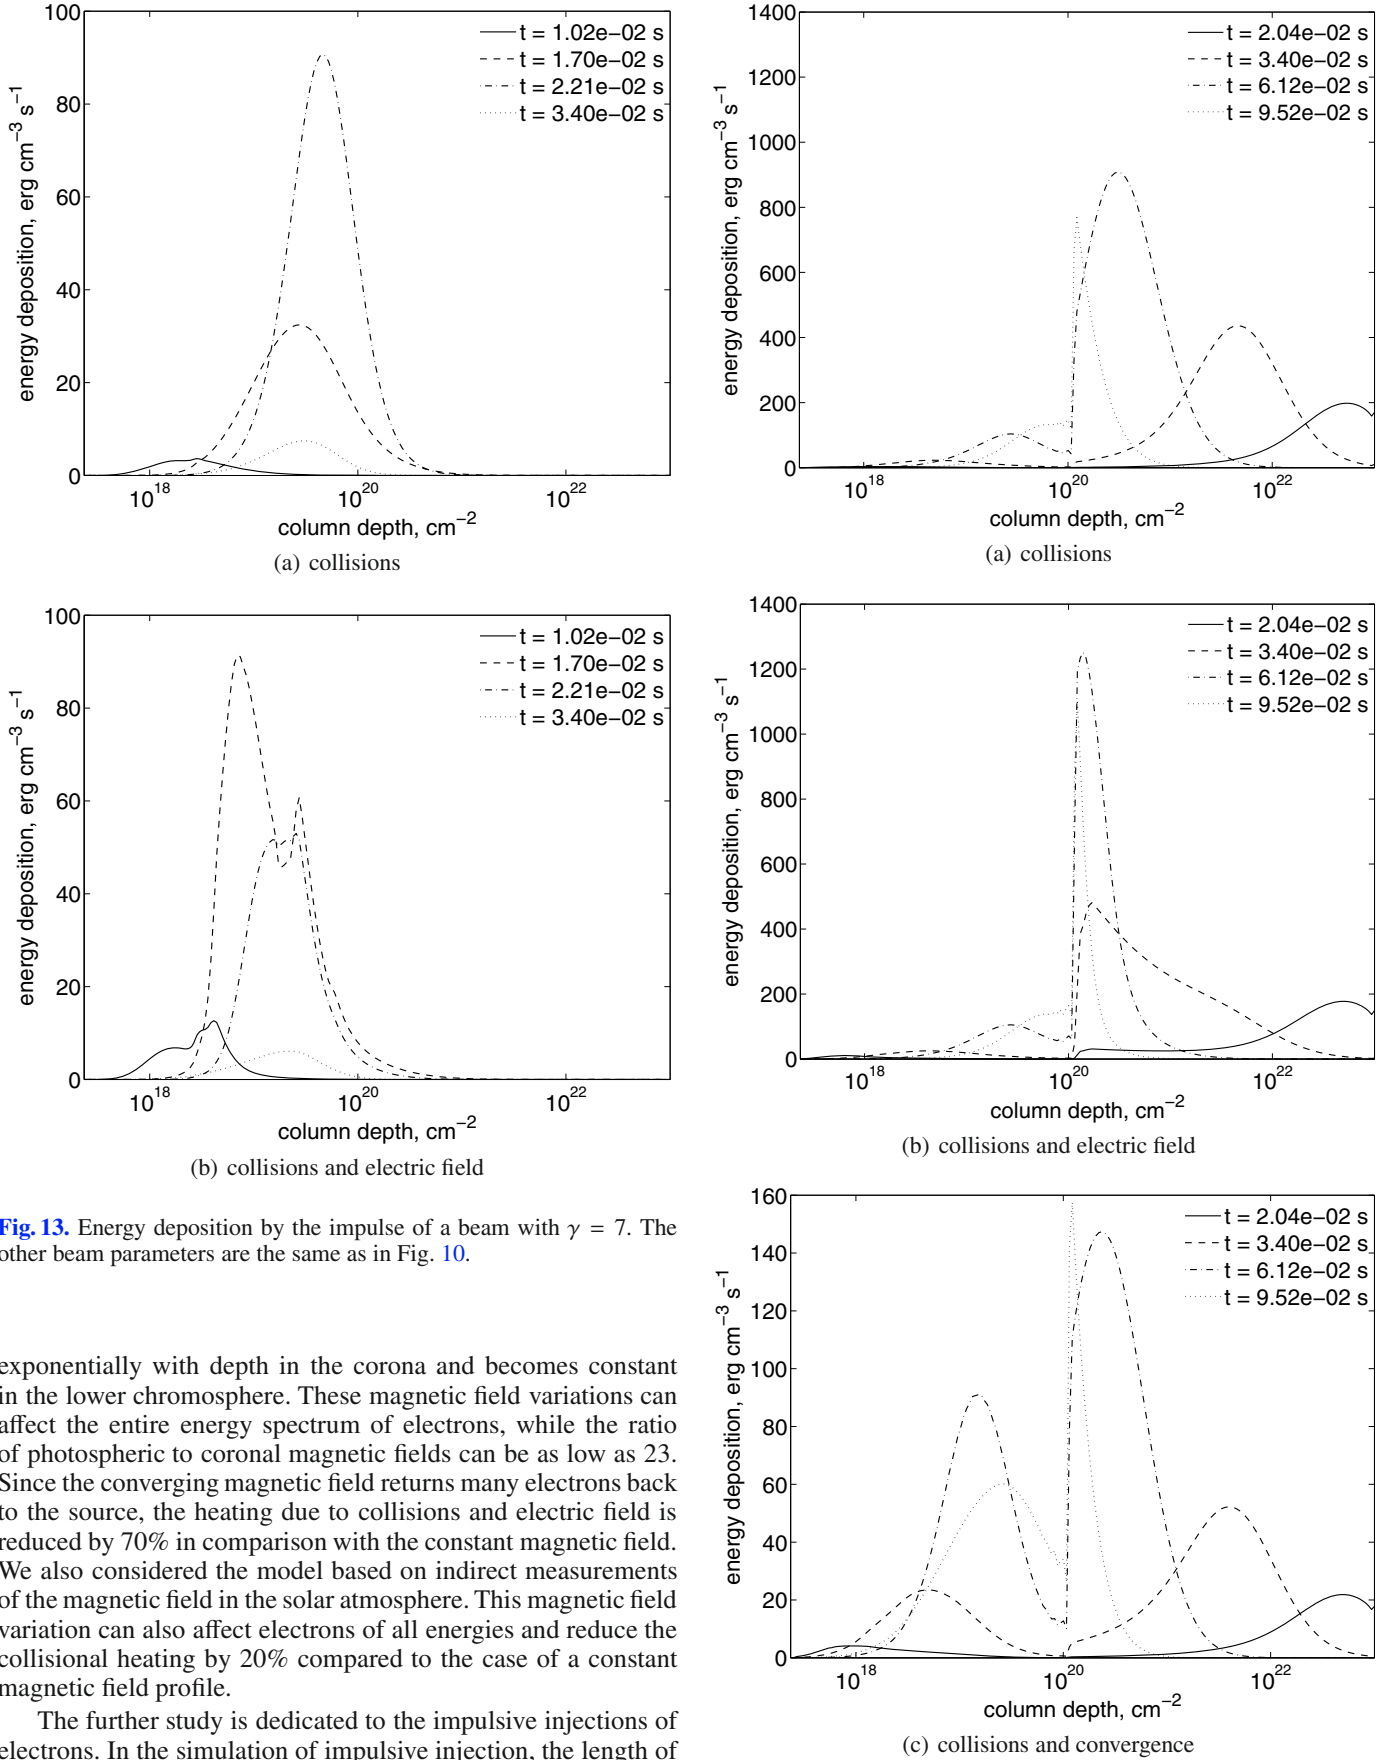 100
80
60
40
20
0
energy deposition, erg cm−3 s−1
t = 1.02e−02 s
t = 1.70e−02 s
t = 2.21e−02 s
t = 3.40e−02 s
10^18
10^20
10^22
column depth, cm−2
(a) collisions
100
80
60
40
20
0
energy deposition, erg cm−3 s−1
t = 1.02e−02 s
t = 1.70e−02 s
t = 2.21e−02 s
t = 3.40e−02 s
10^18
10^20
10^22
column depth, cm−2
(b) collisions and electric field
Fig. 13. Energy deposition by the impulse of a beam with γ = 7. The
other beam parameters are the same as in Fig. 10.
exponentially with depth in the corona and becomes constant
in the lower chromosphere. These magnetic field variations can
affect the entire energy spectrum of electrons, while the ratio
of photospheric to coronal magnetic fields can be as low as 23.
Since the converging magnetic field returns many electrons back
to the source, the heating due to collisions and electric field is
reduced by 70% in comparison with the constant magnetic field.
We also considered the model based on indirect measurements
of the magnetic field in the solar atmosphere. This magnetic field
variation can also affect electrons of all energies and reduce the
collisional heating by 20% compared to the case of a constant
magnetic field profile.
The further study is dedicated to the impulsive injections of
electrons. In the simulation of impulsive injection, the length of
1400
1200
1000
800
600
400
200
0
energy deposition, erg cm−3 s−1
t = 2.04e−02 s
t = 3.40e−02 s
t = 6.12e−02 s
t = 9.52e−02 s
10^18
10^20
10^22
column depth, cm−2
(a) collisions
1400
1200
1000
800
600
400
200
0
energy deposition, erg cm−3 s−1
t = 2.04e−02 s
t = 3.40e−02 s
t = 6.12e−02 s
t = 9.52e−02 s
10^18
10^20
10^22
column depth, cm−2
(b) collisions and electric field
160
140
120
100
80
60
40
20
0
energy deposition, erg cm−3 s−1
t = 2.04e−02 s
t = 3.40e−02 s
t = 6.12e−02 s
t = 9.52e−02 s
10^18
10^20
10^22
column depth, cm−2
(c) collisions and convergence